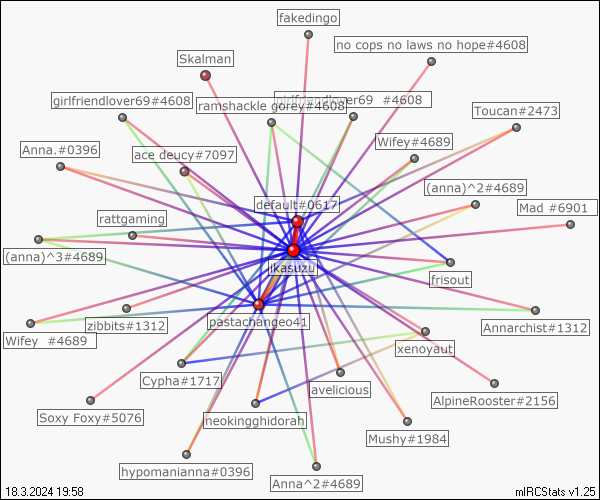 fakedingo
no cops no laws no hope#4608
Skalman
girlfriendlover69#4608
ramshackle gorey#4608
girlfriendlover69 #4608
Toucan#2473
Wifey#4689
Anna.#0396
ace deucy#7097
(anna)^2#4689
default#0617
Mad #6901
rattgaming
(anna)^3#4689
jkasuzu
frisout
pastachangeo41
Annarchist#1312
zibbits#1312
Wifey #4689
xenoyaut
Cypha#1717
lavelicious
AlpineRooster#2156
Soxy Foxy#5076
neokingghidorah
Mushy#1984
hypomanianna#0396
Anna^2#4689
18.3.2024 19:58
mIRCStats v1.25